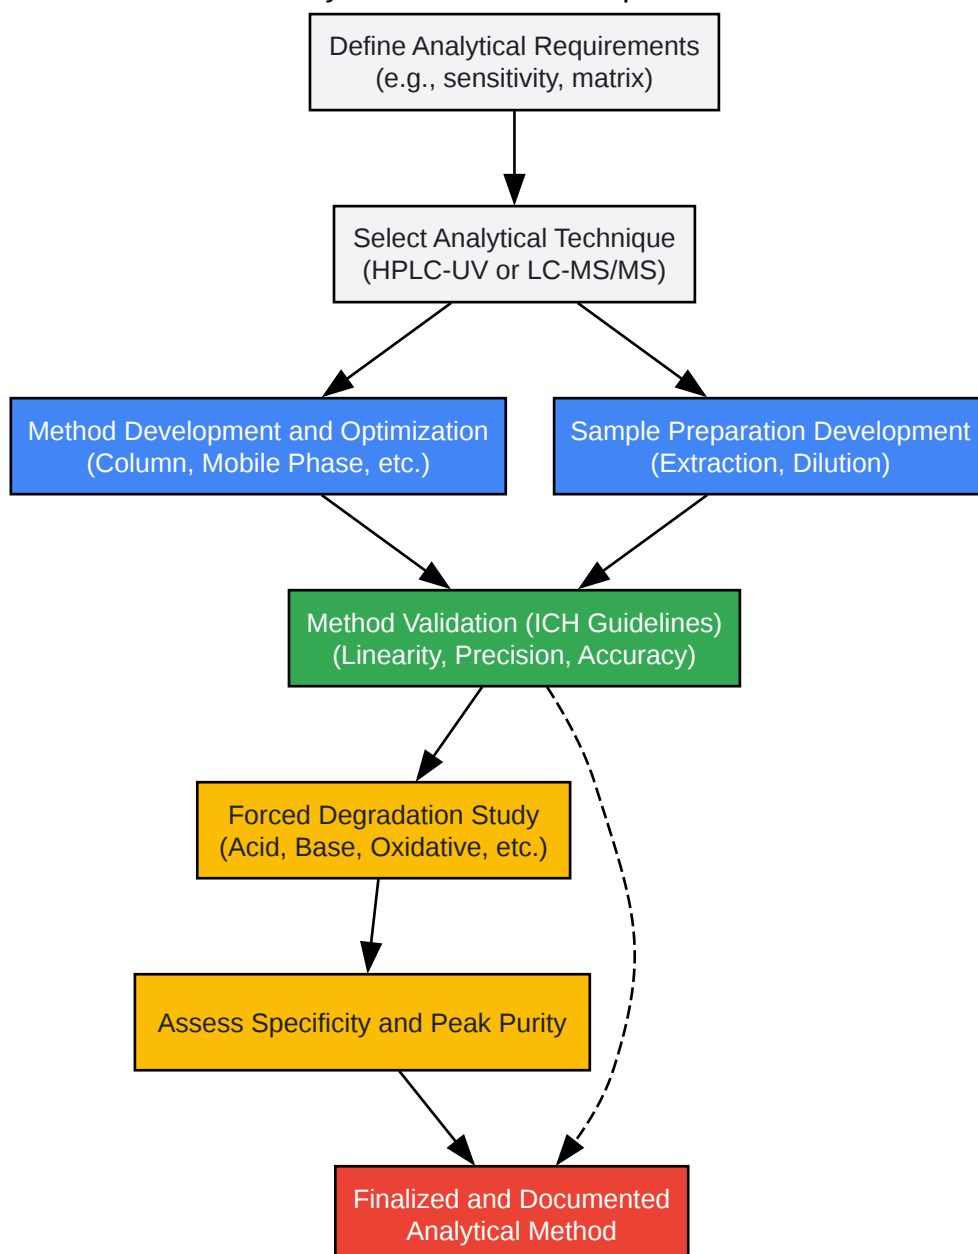 Define Analytical Requirements
(e.g., sensitivity, matrix)
Select Analytical Technique
(HPLC-UV or LC-MS/MS)
Method Development and Optimization
(Column, Mobile Phase, etc.)
Sample Preparation Development
(Extraction, Dilution)
Method Validation (ICH Guidelines)
(Linearity, Precision, Accuracy)
Forced Degradation Study
(Acid, Base, Oxidative, etc.)
Assess Specificity and Peak Purity
Finalized and Documented
Analytical Method